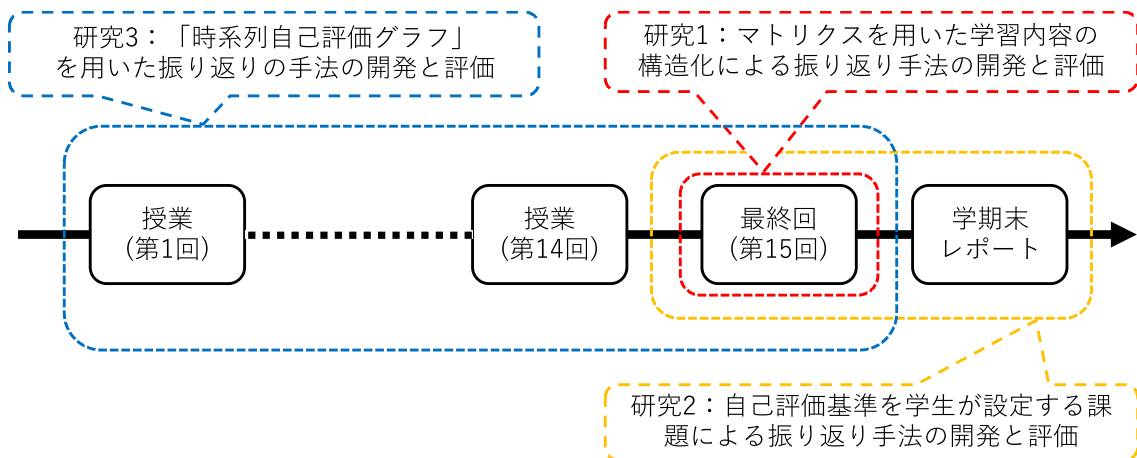 研究3：「時系列自己評価グラフ」
を用いた振り返りの手法の開発と評価
研究1：マトリクスを用いた学習内容の
構造化による振り返り手法の開発と評価
授業
(第1回)
授業
(第14回)
最終回
(第15回)
学期末
レポート
研究2：自己評価基準を学生が設定する課
題による振り返り手法の開発と評価